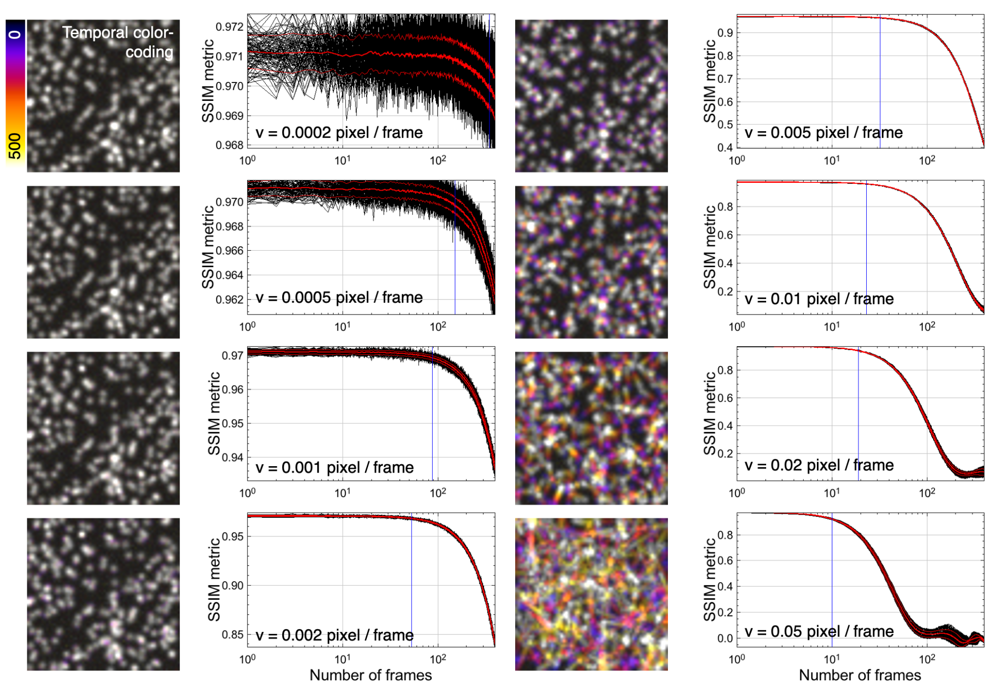 0
500
Temporal color-
coding
SSIM metric
0.972
0.971
0.970
0.969
0.968
v = 0.0002 pixel / frame
10⁰ 10¹ 10²
SSIM metric
0.9
0.8
0.7
0.6
0.5
0.4
v = 0.005 pixel / frame
10⁰ 10¹ 10²
SSIM metric
0.970
0.968
0.966
0.964
0.962
v = 0.0005 pixel / frame
10⁰ 10¹ 10²
SSIM metric
0.8
0.6
0.4
0.2
v = 0.01 pixel / frame
10⁰ 10¹ 10²
SSIM metric
0.97
0.96
0.95
0.94
v = 0.001 pixel / frame
10⁰ 10¹ 10²
SSIM metric
0.8
0.6
0.4
0.2
v = 0.02 pixel / frame
10⁰ 10¹ 10²
SSIM metric
0.95
0.90
0.85
v = 0.002 pixel / frame
10⁰ 10¹ 10²
Number of frames
SSIM metric
0.8
0.6
0.4
0.2
0.0
v = 0.05 pixel / frame
10⁰ 10¹ 10²
Number of frames